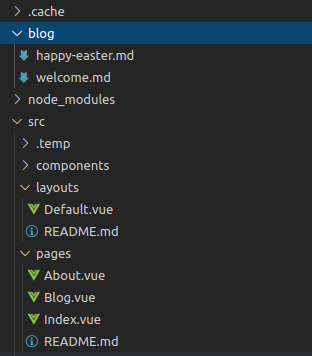 .cache
blog
happy-easter.md
welcome.md
node_modules
src
.temp
components
layouts
Default.vue
README.md
pages
About.vue
Blog.vue
Index.vue
README.md